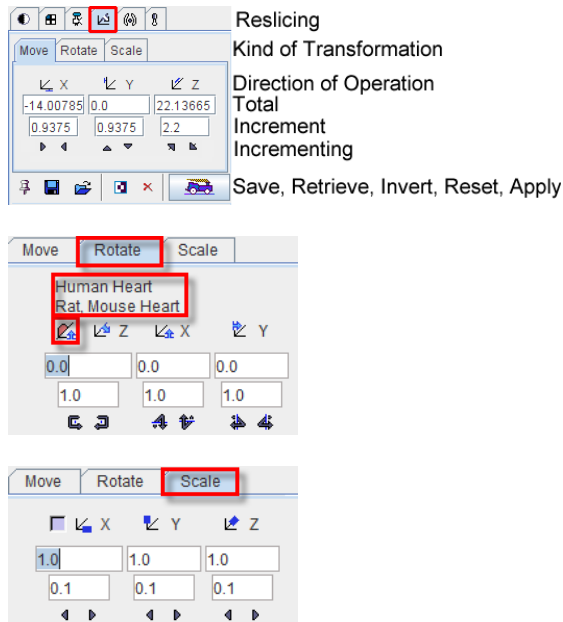 Reslicing
Move Rotate Scale Kind of Transformation
X Y Z Direction of Operation
-14.00785 0.0 22.13665 Total
0.9375 0.9375 2.2 Increment
Incrementing
Save, Retrieve, Invert, Reset, Apply
Move Rotate Scale
Human Heart
Rat, Mouse Heart
Z X Y
0.0 0.0 0.0
1.0 1.0 1.0
Move Rotate Scale
X Y Z
1.0 1.0 1.0
0.1 0.1 0.1